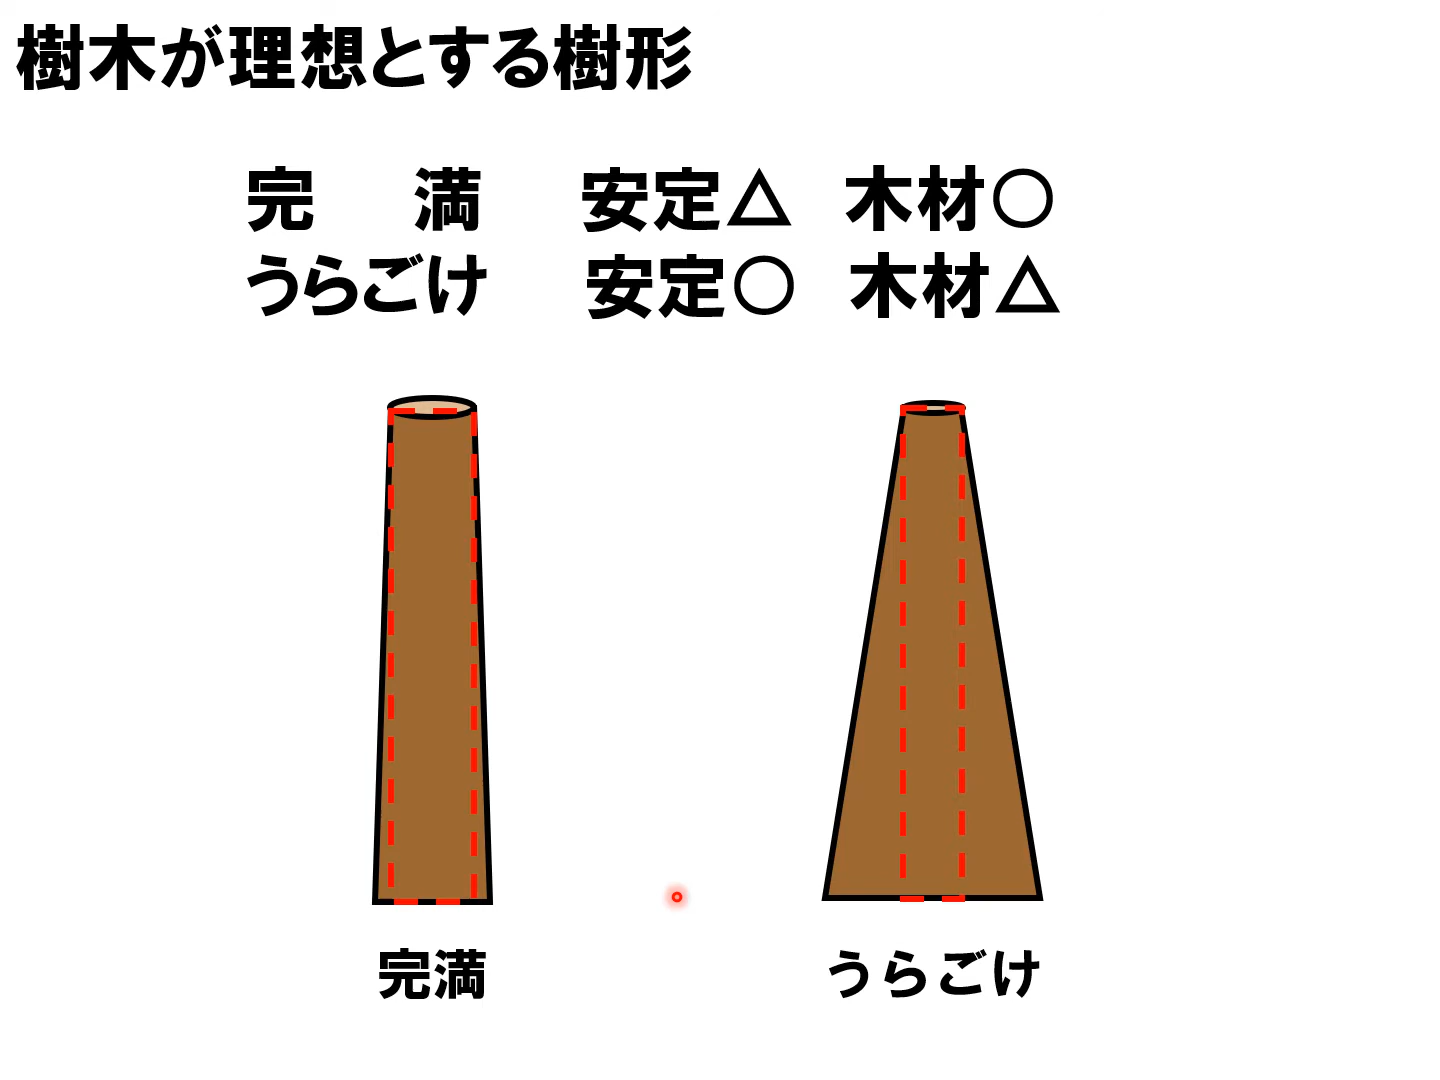 樹木が理想とする樹形
完　満　安定△　木材○
うらごけ　安定○　木材△
完満
うらごけ